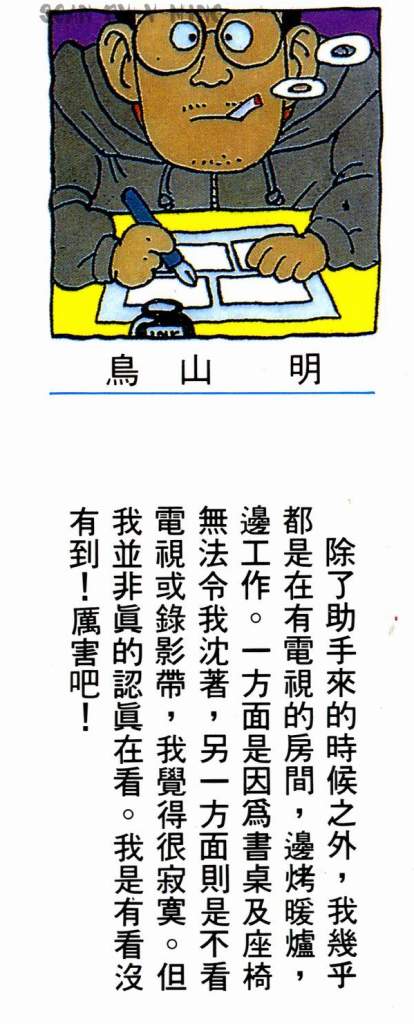 SCAN BY Y MING
鳥山 明
除了助手來的時候之外，我幾乎
都是在有電視的房間，邊烤暖爐，
邊工作。一方面是因爲書桌及座椅
無法令我沈著，另一方面則是不看
電視或錄影帶，我覺得很寂寞。但
我並非眞的認眞在看。我是有看沒
有到！厲害吧！